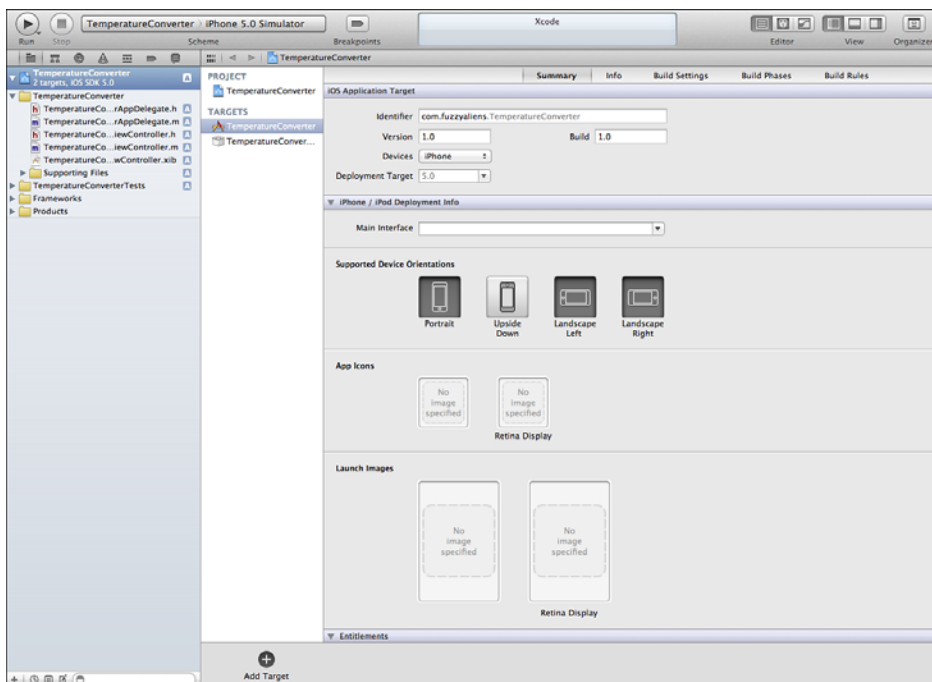 TemperatureConverter › iPhone 5.0 Simulator
Xcode
Run
Stop
Scheme
Breakpoints
Editor
View
Organizer
TemperatureConverter
TemperatureConverter
2 targets, iOS SDK 5.0
TemperatureConverter
TemperatureCo...rAppDelegate.h
TemperatureCo...rAppDelegate.m
TemperatureCo...iewController.h
TemperatureCo...iewController.m
TemperatureCo...wController.xib
Supporting Files
TemperatureConverterTests
Frameworks
Products
PROJECT
TemperatureConverter
TARGETS
TemperatureConverter
TemperatureConver...
Summary
Info
Build Settings
Build Phases
Build Rules
iOS Application Target
Identifier com.fuzzyaliens.TemperatureConverter
Version 1.0 Build 1.0
Devices iPhone
Deployment Target 5.0
iPhone / iPod Deployment Info
Main Interface
Supported Device Orientations
Portrait
Upside
Down
Landscape
Left
Landscape
Right
App Icons
No
image
specified
No
image
specified
Retina Display
Launch Images
No
image
specified
No
image
specified
Retina Display
Entitlements
Add Target